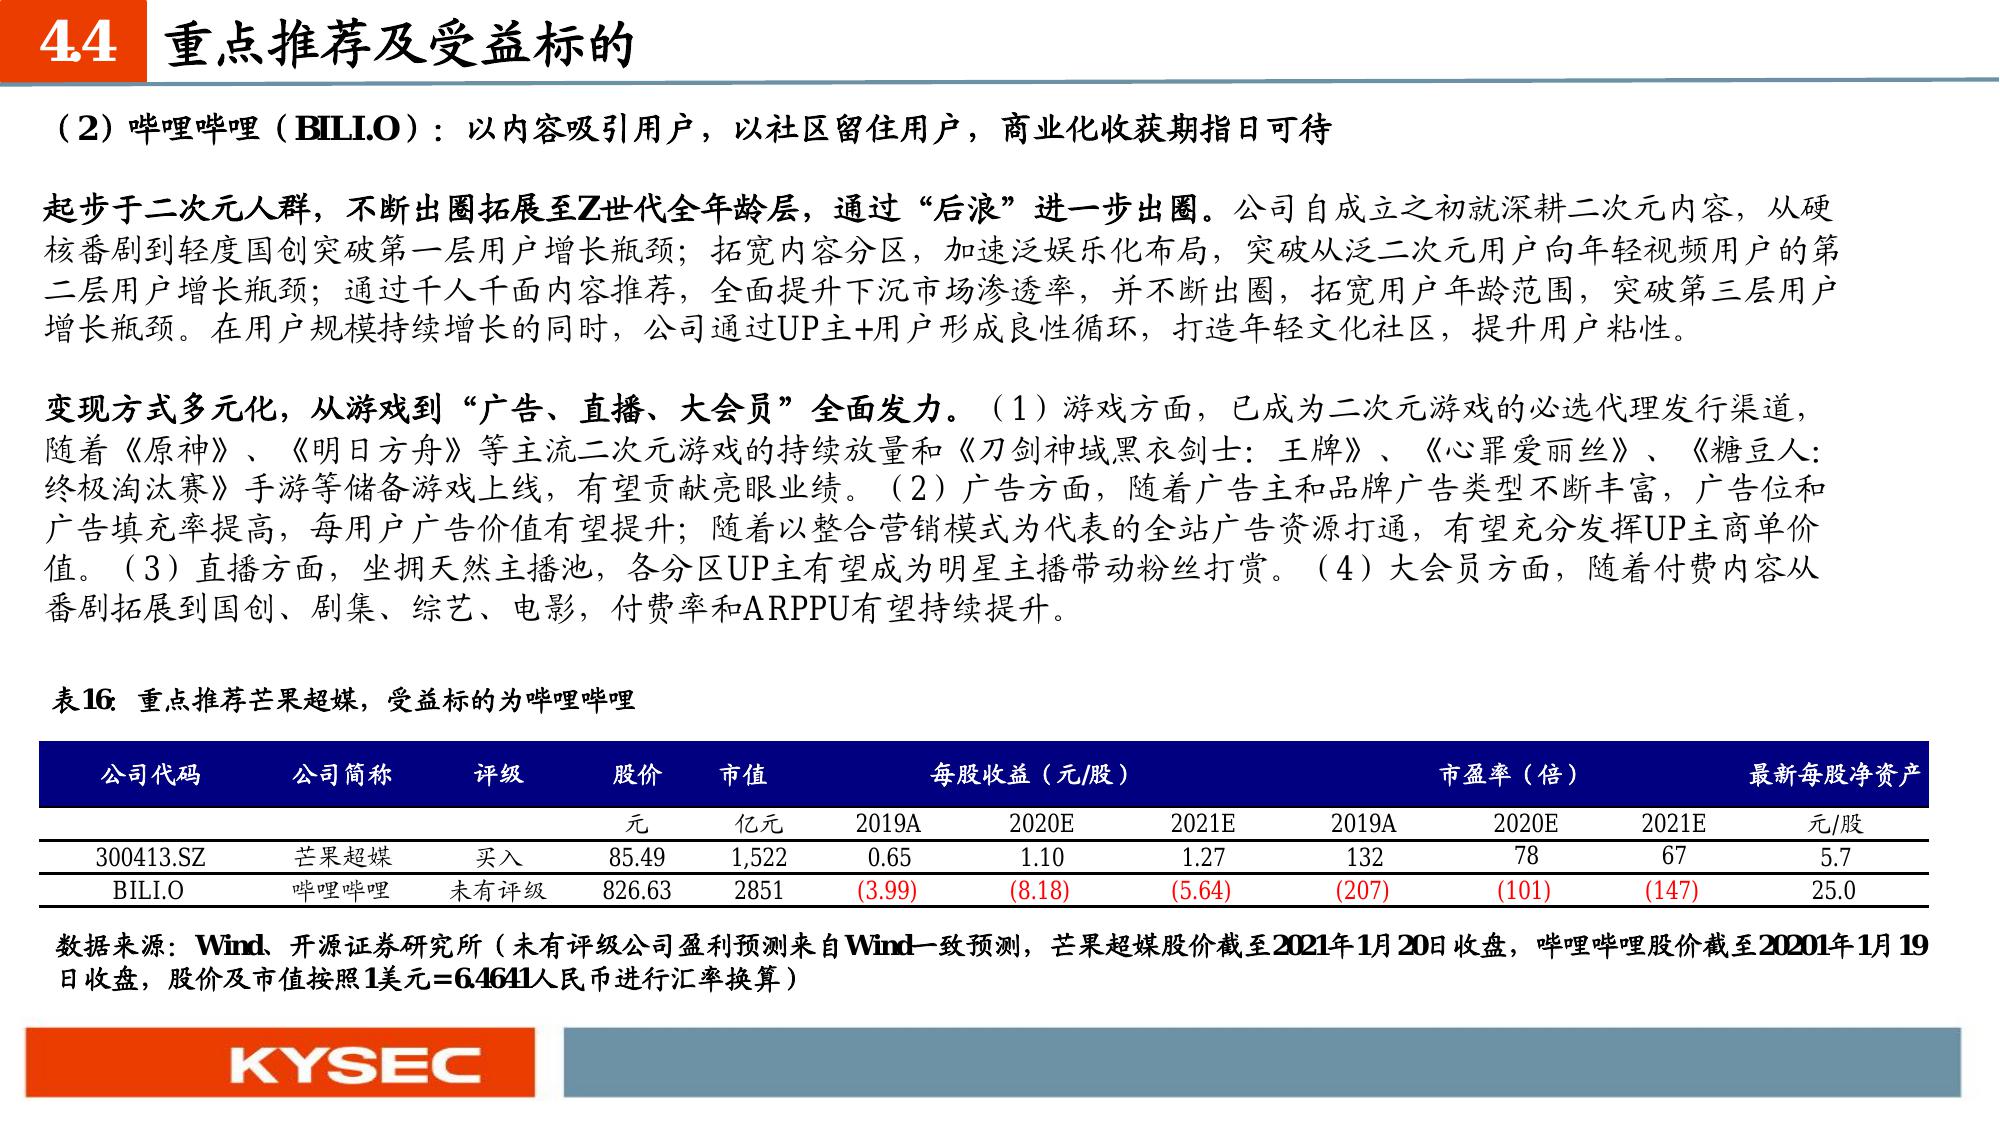 4.4 重点推荐及受益标的
（2）哔哩哔哩（BILI.O）：以内容吸引用户，以社区留住用户，商业化收获期指日可待
起步于二次元人群，不断出圈拓展至Z世代全年龄层，通过“后浪”进一步出圈。公司自成立之初就深耕二次元内容，从硬
核番剧到轻度国创突破第一层用户增长瓶颈；拓宽内容分区，加速泛娱乐化布局，突破从泛二次元用户向年轻视频用户的第
二层用户增长瓶颈；通过千人千面内容推荐，全面提升下沉市场渗透率，并不断出圈，拓宽用户年龄范围，突破第三层用户
增长瓶颈。在用户规模持续增长的同时，公司通过UP主+用户形成良性循环，打造年轻文化社区，提升用户粘性。
变现方式多元化，从游戏到“广告、直播、大会员”全面发力。（1）游戏方面，已成为二次元游戏的必选代理发行渠道，
随着《原神》、《明日方舟》等主流二次元游戏的持续放量和《刀剑神域黑衣剑士：王牌》、《心罪爱丽丝》、《糖豆人：
终极淘汰赛》手游等储备游戏上线，有望贡献亮眼业绩。（2）广告方面，随着广告主和品牌广告类型不断丰富，广告位和
广告填充率提高，每用户广告价值有望提升；随着以整合营销模式为代表的全站广告资源打通，有望充分发挥UP主商单价
值。（3）直播方面，坐拥天然主播池，各分区UP主有望成为明星主播带动粉丝打赏。（4）大会员方面，随着付费内容从
番剧拓展到国创、剧集、综艺、电影，付费率和ARPPU有望持续提升。
表16：重点推荐芒果超媒，受益标的为哔哩哔哩
公司代码 公司简称 评级 股价 市值 每股收益（元/股） 市盈率（倍） 最新每股净资产
元 亿元 2019A 2020E 2021E 2019A 2020E 2021E 元/股
300413.SZ 芒果超媒 买入 85.49 1,522 0.65 1.10 1.27 132 78 67 5.7
BILI.O 哔哩哔哩 未有评级 826.63 2851 (3.99) (8.18) (5.64) (207) (101) (147) 25.0
数据来源：Wind、开源证券研究所（未有评级公司盈利预测来自Wind一致预测，芒果超媒股价截至2021年1月20日收盘，哔哩哔哩股价截至20201年1月19
日收盘，股价及市值按照1美元=6.4641人民币进行汇率换算）
KYSEC